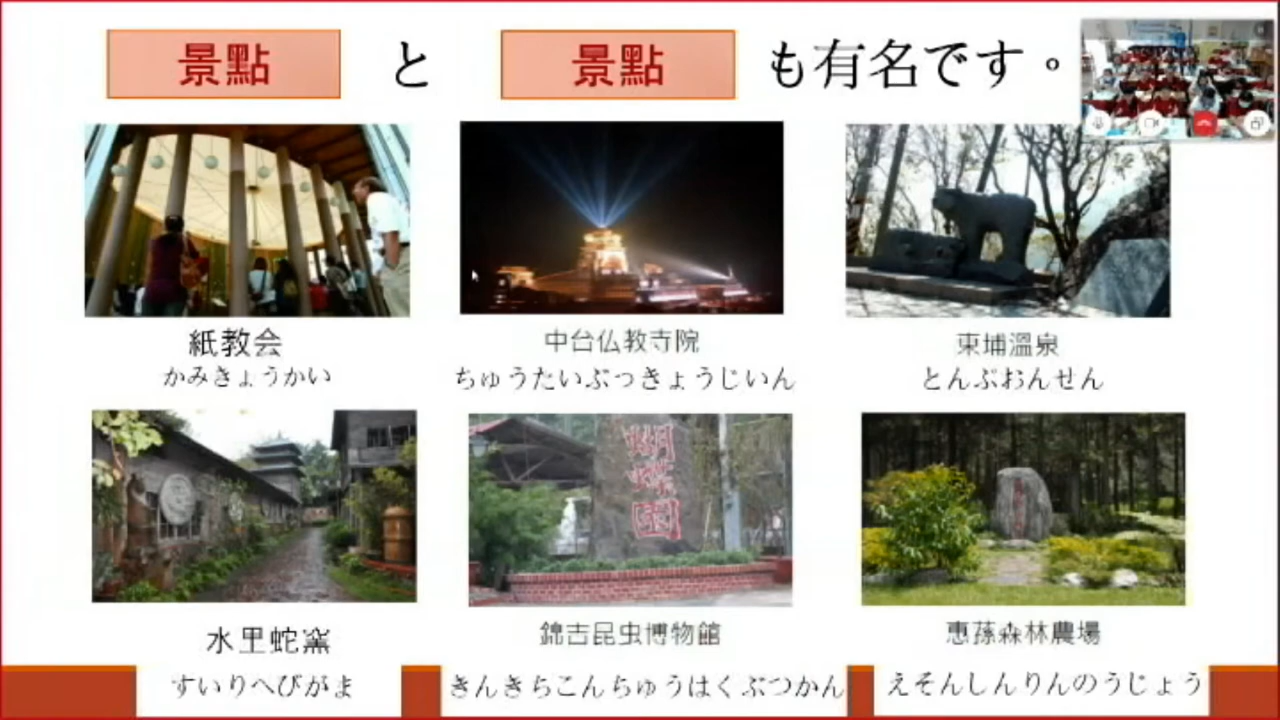 景點 と 景點 も有名です。
紙教会
かみきょうかい
中台仏教寺院
ちゅうたいぶっきょうじいん
東埔溫泉
とんぶおんせん
蝴蝶園
水里蛇窯
すいりへびがま
錦吉昆虫博物館
きんきちこんちゅうはくぶつかん
惠蓀森林農場
えそんしんりんのうじょう